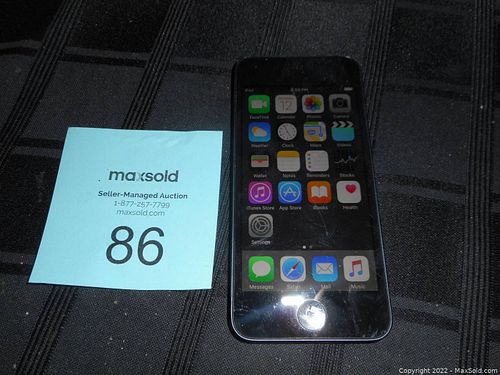 maxsold
Seller-Managed Auction
1-877-257-7799
maxsold.com
86
iPod
FaceTime Calendar Photos Camera
12
Weather Clock Maps Videos
Wallet Notes Reminders Stocks
iTunes Store App Store iBooks Health
Settings
Messages Safari Mail Music
Copyright 2022 - MaxSold.com